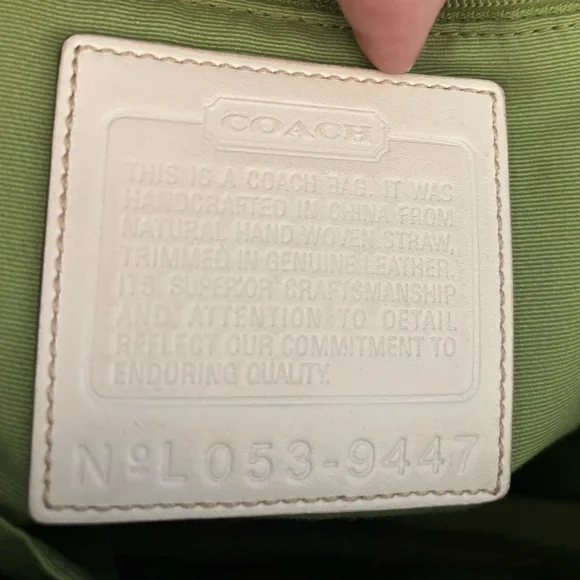 COACH
THIS IS A COACH BAG. IT WAS
HANDCRAFTED IN CHINA FROM
NATURAL HAND WOVEN STRAW,
TRIMMED IN GENUINE LEATHER.
ITS SUPERIOR CRAFTSMANSHIP
AND ATTENTION TO DETAIL
REFLECT OUR COMMITMENT TO
ENDURING QUALITY.
Nº L053-9447